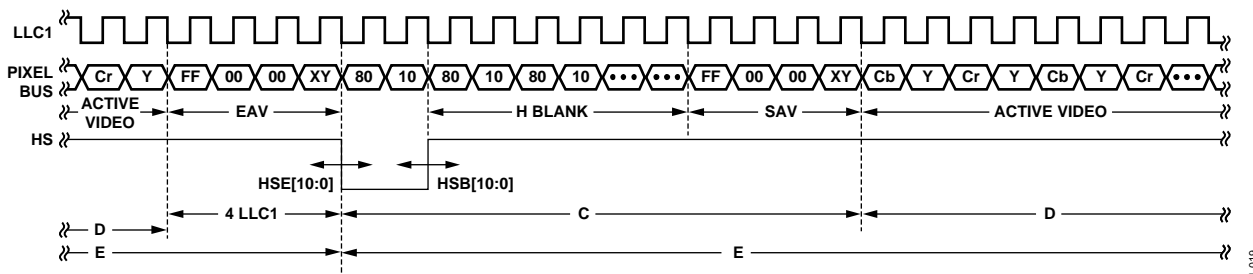 LLC1
PIXEL BUS Cr Y FF 00 00 XY 80 10 80 10 80 10 ••• ••• FF 00 00 XY Cb Y Cr Y Cb Y Cr •••
ACTIVE VIDEO EAV H BLANK SAV ACTIVE VIDEO
HS
HSE[10:0] HSB[10:0]
4 LLC1 C D
D
E E